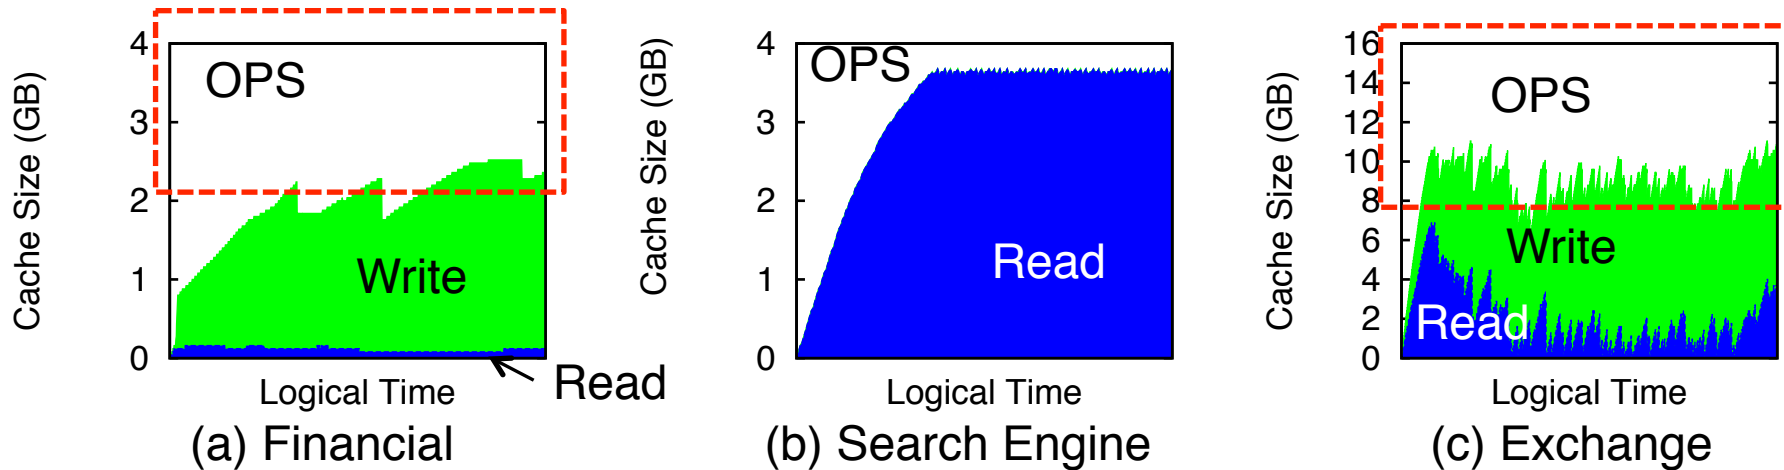 Cache Size (GB)
4
3
2
1
0
OPS
Write
Read
Logical Time
(a) Financial
Cache Size (GB)
4
3
2
1
0
OPS
Read
Logical Time
(b) Search Engine
Cache Size (GB)
16
14
12
10
8
6
4
2
0
OPS
Write
Read
Logical Time
(c) Exchange